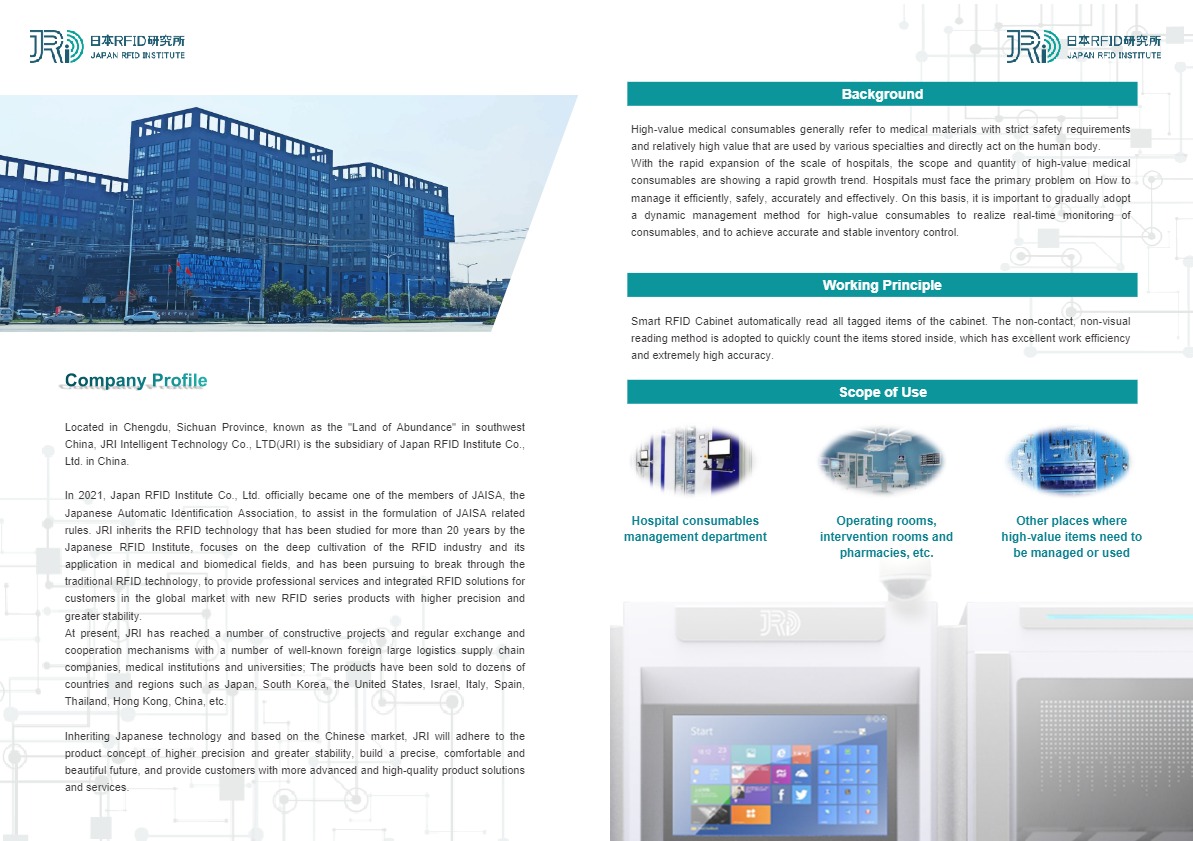 日本RFID研究所
JAPAN RFID INSTITUTE
Company Profile
Located in Chengdu, Sichuan Province, known as the "Land of Abundance" in southwest
China, JRI Intelligent Technology Co., LTD(JRI) is the subsidiary of Japan RFID Institute Co.,
Ltd. in China.
In 2021, Japan RFID Institute Co., Ltd. officially became one of the members of JAISA, the
Japanese Automatic Identification Association, to assist in the formulation of JAISA related
rules. JRI inherits the RFID technology that has been studied for more than 20 years by the
Japanese RFID Institute, focuses on the deep cultivation of the RFID industry and its
application in medical and biomedical fields, and has been pursuing to break through the
traditional RFID technology, to provide professional services and integrated RFID solutions for
customers in the global market with new RFID series products with higher precision and
greater stability.
At present, JRI has reached a number of constructive projects and regular exchange and
cooperation mechanisms with a number of well-known foreign large logistics supply chain
companies, medical institutions and universities; The products have been sold to dozens of
countries and regions such as Japan, South Korea, the United States, Israel, Italy, Spain,
Thailand, Hong Kong, China, etc.
Inheriting Japanese technology and based on the Chinese market, JRI will adhere to the
product concept of higher precision and greater stability, build a precise, comfortable and
beautiful future, and provide customers with more advanced and high-quality product solutions
and services.
日本RFID研究所
JAPAN RFID INSTITUTE
Background
High-value medical consumables generally refer to medical materials with strict safety requirements
and relatively high value that are used by various specialties and directly act on the human body.
With the rapid expansion of the scale of hospitals, the scope and quantity of high-value medical
consumables are showing a rapid growth trend. Hospitals must face the primary problem on How to
manage it efficiently, safely, accurately and effectively. On this basis, it is important to gradually adopt
a dynamic management method for high-value consumables to realize real-time monitoring of
consumables, and to achieve accurate and stable inventory control.
Working Principle
Smart RFID Cabinet automatically read all tagged items of the cabinet. The non-contact, non-visual
reading method is adopted to quickly count the items stored inside, which has excellent work efficiency
and extremely high accuracy.
Scope of Use
Hospital consumables
management department
Operating rooms,
intervention rooms and
pharmacies, etc.
Other places where
high-value items need to
be managed or used
JRI
Start